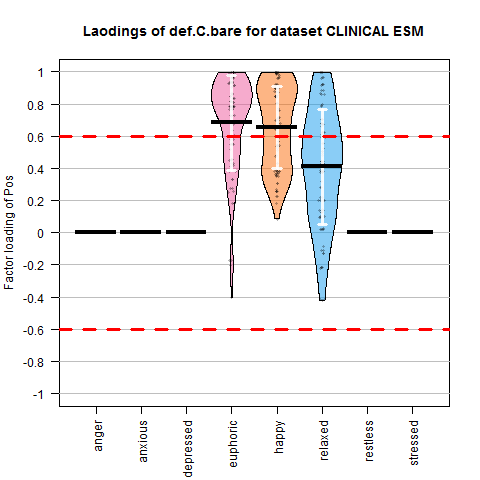 Laodings of def.C.bare for dataset CLINICAL ESM
Factor loading of Pos
1
0.8
0.6
0.4
0.2
0
-0.2
-0.4
-0.6
-0.8
-1
anger
anxious
depressed
euphoric
happy
relaxed
restless
stressed